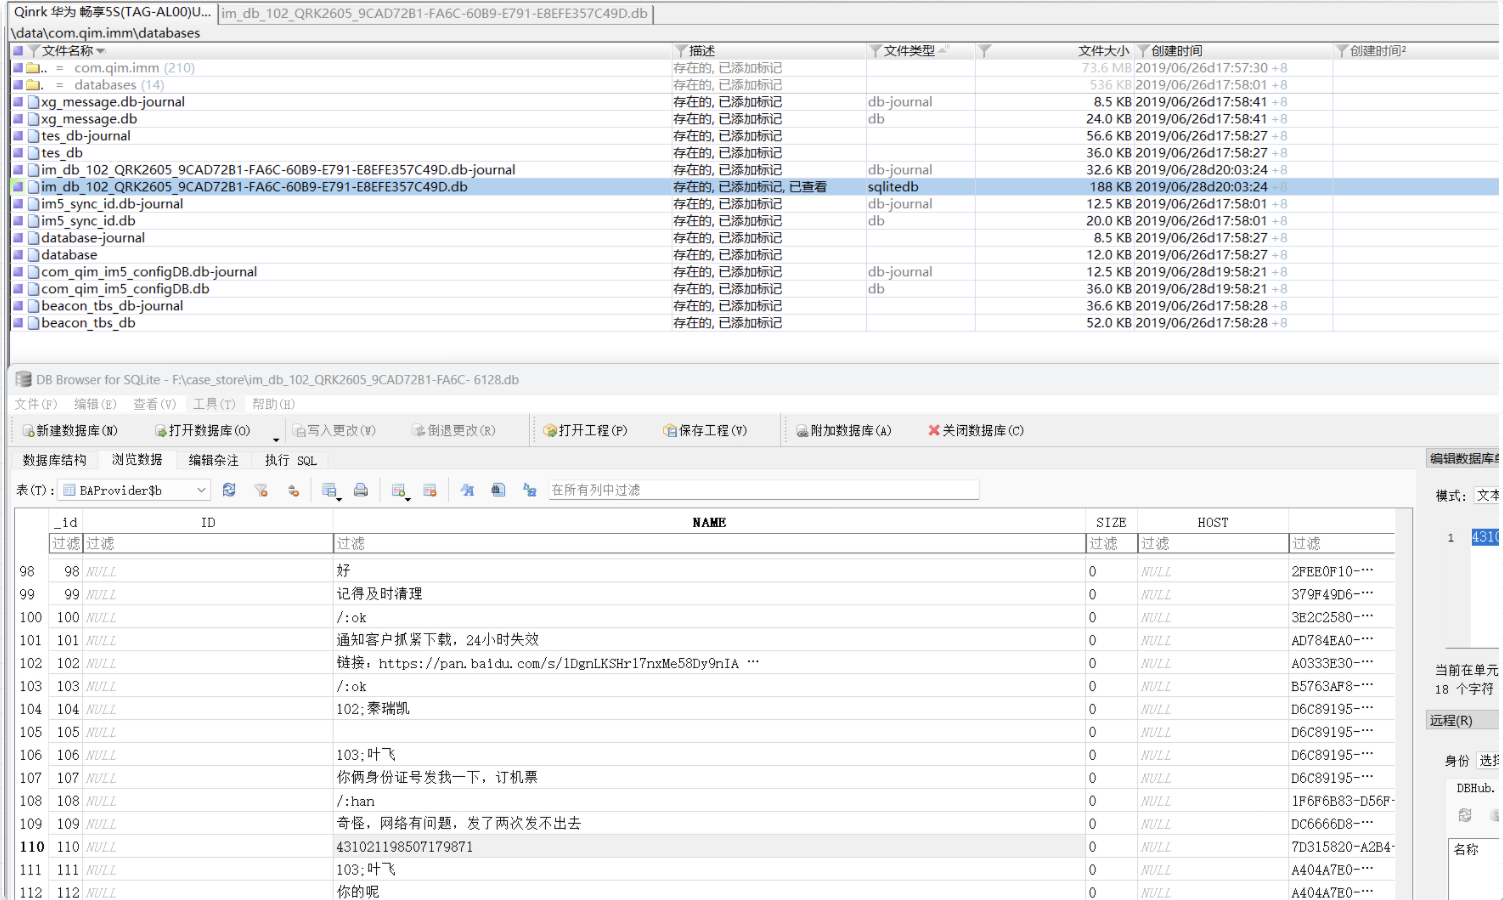 Qinrk 华为 畅享5S(TAG-AL00)U... im_db_102_QRK2605_9CAD72B1-FA6C-60B9-E791-E8EFE357C49D.db
\data\com.qim.imm\databases
文件名称 描述 文件类型 文件大小 创建时间 创建时间²
.. = com.qim.imm (210) 存在的, 已添加标记 73.6 MB 2019/06/26d17:57:30 +8
. = databases (14) 存在的, 已添加标记 536 KB 2019/06/26d17:58:01 +8
xg_message.db-journal 存在的, 已添加标记 db-journal 8.5 KB 2019/06/26d17:58:41 +8
xg_message.db 存在的, 已添加标记 db 24.0 KB 2019/06/26d17:58:41 +8
tes_db-journal 存在的, 已添加标记 56.6 KB 2019/06/26d17:58:27 +8
tes_db 存在的, 已添加标记 36.0 KB 2019/06/26d17:58:27 +8
im_db_102_QRK2605_9CAD72B1-FA6C-60B9-E791-E8EFE357C49D.db-journal 存在的, 已添加标记 db-journal 32.6 KB 2019/06/28d20:03:24 +8
im_db_102_QRK2605_9CAD72B1-FA6C-60B9-E791-E8EFE357C49D.db 存在的, 已添加标记, 已查看 sqlitedb 188 KB 2019/06/28d20:03:24 +8
im5_sync_id.db-journal 存在的, 已添加标记 db-journal 12.5 KB 2019/06/26d17:58:01 +8
im5_sync_id.db 存在的, 已添加标记 db 20.0 KB 2019/06/26d17:58:01 +8
database-journal 存在的, 已添加标记 8.5 KB 2019/06/26d17:58:27 +8
database 存在的, 已添加标记 12.0 KB 2019/06/26d17:58:27 +8
com_qim_im5_configDB.db-journal 存在的, 已添加标记 db-journal 12.5 KB 2019/06/28d19:58:21 +8
com_qim_im5_configDB.db 存在的, 已添加标记 db 36.0 KB 2019/06/28d19:58:21 +8
beacon_tbs_db-journal 存在的, 已添加标记 36.6 KB 2019/06/26d17:58:28 +8
beacon_tbs_db 存在的, 已添加标记 52.0 KB 2019/06/26d17:58:28 +8
DB Browser for SQLite - F:\case_store\im_db_102_QRK2605_9CAD72B1-FA6C- 6128.db
文件(F) 编辑(E) 查看(V) 工具(T) 帮助(H)
新建数据库(N) 打开数据库(O) 写入更改(W) 倒退更改(R) 打开工程(P) 保存工程(V) 附加数据库(A) 关闭数据库(C)
数据库结构 浏览数据 编辑杂注 执行 SQL 编辑数据库单
表(T): BAProvider$b 在所有列中过滤 模式: 文本
_id ID NAME SIZE HOST
过滤 过滤 过滤 过滤 过滤 过滤 1 4310
98 98 NULL 好 0 NULL 2FEE0F10-…
99 99 NULL 记得及时清理 0 NULL 379F49D6-…
100 100 NULL /:ok 0 NULL 3E2C2580-…
101 101 NULL 通知客户抓紧下载，24小时失效 0 NULL AD784EA0-…
102 102 NULL 链接: https://pan.baidu.com/s/1DgnLKSHr17nxMe58Dy9nIA … 0 NULL A0333E30-… 当前在单元
103 103 NULL /:ok 0 NULL B5763AF8-… 18 个字符
104 104 NULL 102;秦瑞凯 0 NULL D6C89195-… 远程(R)
105 105 NULL 0 NULL D6C89195-…
106 106 NULL 103;叶飞 0 NULL D6C89195-… 身份 选择
107 107 NULL 你俩身份证号发我一下，订机票 0 NULL D6C89195-… DBHub.
108 108 NULL /:han 0 NULL 1F6F6B83-D56F-
109 109 NULL 奇怪，网络有问题，发了两次发不出去 0 NULL DC6666D8-…
110 110 NULL 431021198507179871 0 NULL 7D315820-A2B4- 名称
111 111 NULL 103;叶飞 0 NULL A404A7E0-…
112 112 NULL 你的呢 0 NULL A404A7E0-…